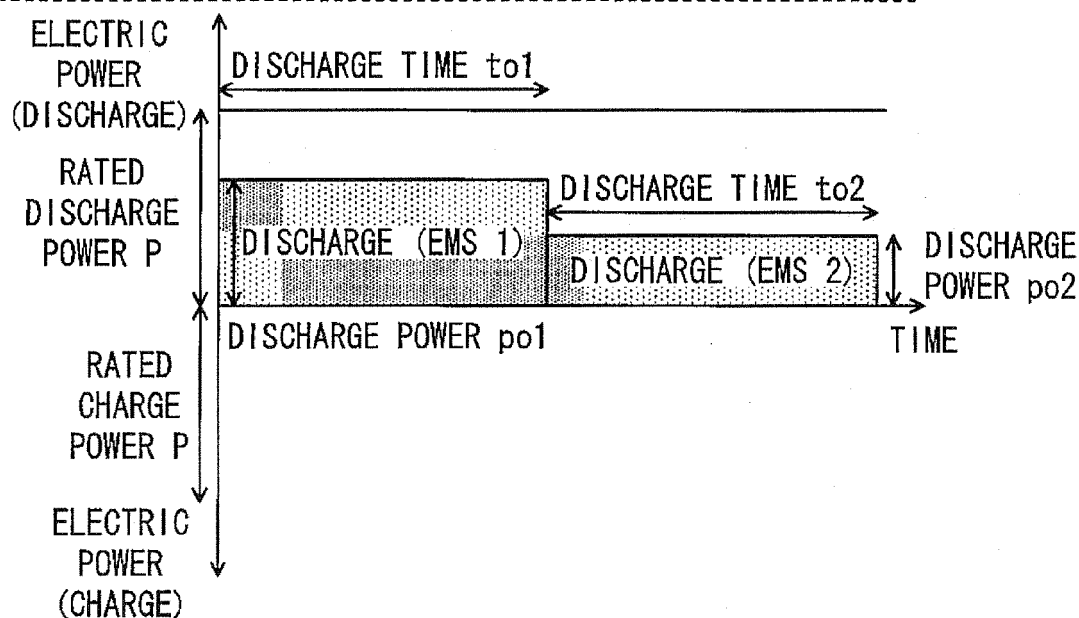 ELECTRIC
POWER
(DISCHARGE)
DISCHARGE TIME to1
RATED
DISCHARGE
POWER P
DISCHARGE TIME to2
DISCHARGE (EMS 1)
DISCHARGE (EMS 2)
DISCHARGE
POWER po2
DISCHARGE POWER po1
TIME
RATED
CHARGE
POWER P
ELECTRIC
POWER
(CHARGE)